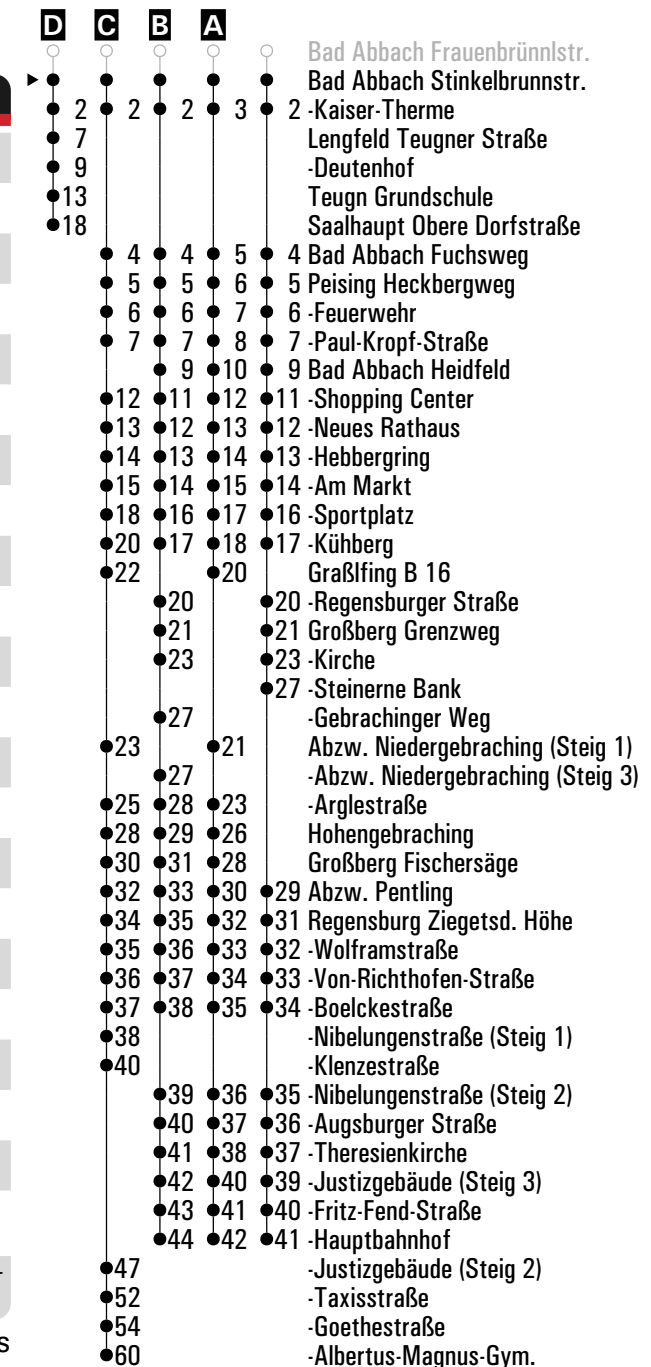 D C B A
Bad Abbach Frauenbrünnlstr.
Bad Abbach Stinkelbrunnstr.
2 2 2 3 2 -Kaiser-Therme
7 Lengfeld Teugner Straße
9 -Deutenhof
13 Teugn Grundschule
18 Saalhaupt Obere Dorfstraße
4 4 5 4 Bad Abbach Fuchsweg
5 5 6 5 Peising Heckbergweg
6 6 7 6 -Feuerwehr
7 7 8 7 -Paul-Kropf-Straße
9 10 9 Bad Abbach Heidfeld
12 11 12 11 -Shopping Center
13 12 13 12 -Neues Rathaus
14 13 14 13 -Hebbergring
15 14 15 14 -Am Markt
18 16 17 16 -Sportplatz
20 17 18 17 -Kühberg
22 20 Graßlfing B 16
20 20 -Regensburger Straße
21 21 Großberg Grenzweg
23 23 -Kirche
27 -Steinerne Bank
27 -Gebrachinger Weg
23 21 Abzw. Niedergebraching (Steig 1)
27 -Abzw. Niedergebraching (Steig 3)
25 28 23 -Arglestraße
28 29 26 Hohengebraching
30 31 28 Großberg Fischersäge
32 33 30 29 Abzw. Pentling
34 35 32 31 Regensburg Ziegetsd. Höhe
35 36 33 32 -Wolframstraße
36 37 34 33 -Von-Richthofen-Straße
37 38 35 34 -Boelckestraße
38 -Nibelungenstraße (Steig 1)
40 -Klenzestraße
39 36 35 -Nibelungenstraße (Steig 2)
40 37 36 -Augsburger Straße
41 38 37 -Theresienkirche
42 40 39 -Justizgebäude (Steig 3)
43 41 40 -Fritz-Fend-Straße
44 42 41 -Hauptbahnhof
47 -Justizgebäude (Steig 2)
52 -Taxisstraße
54 -Goethestraße
s
60 -Albertus-Magnus-Gym.